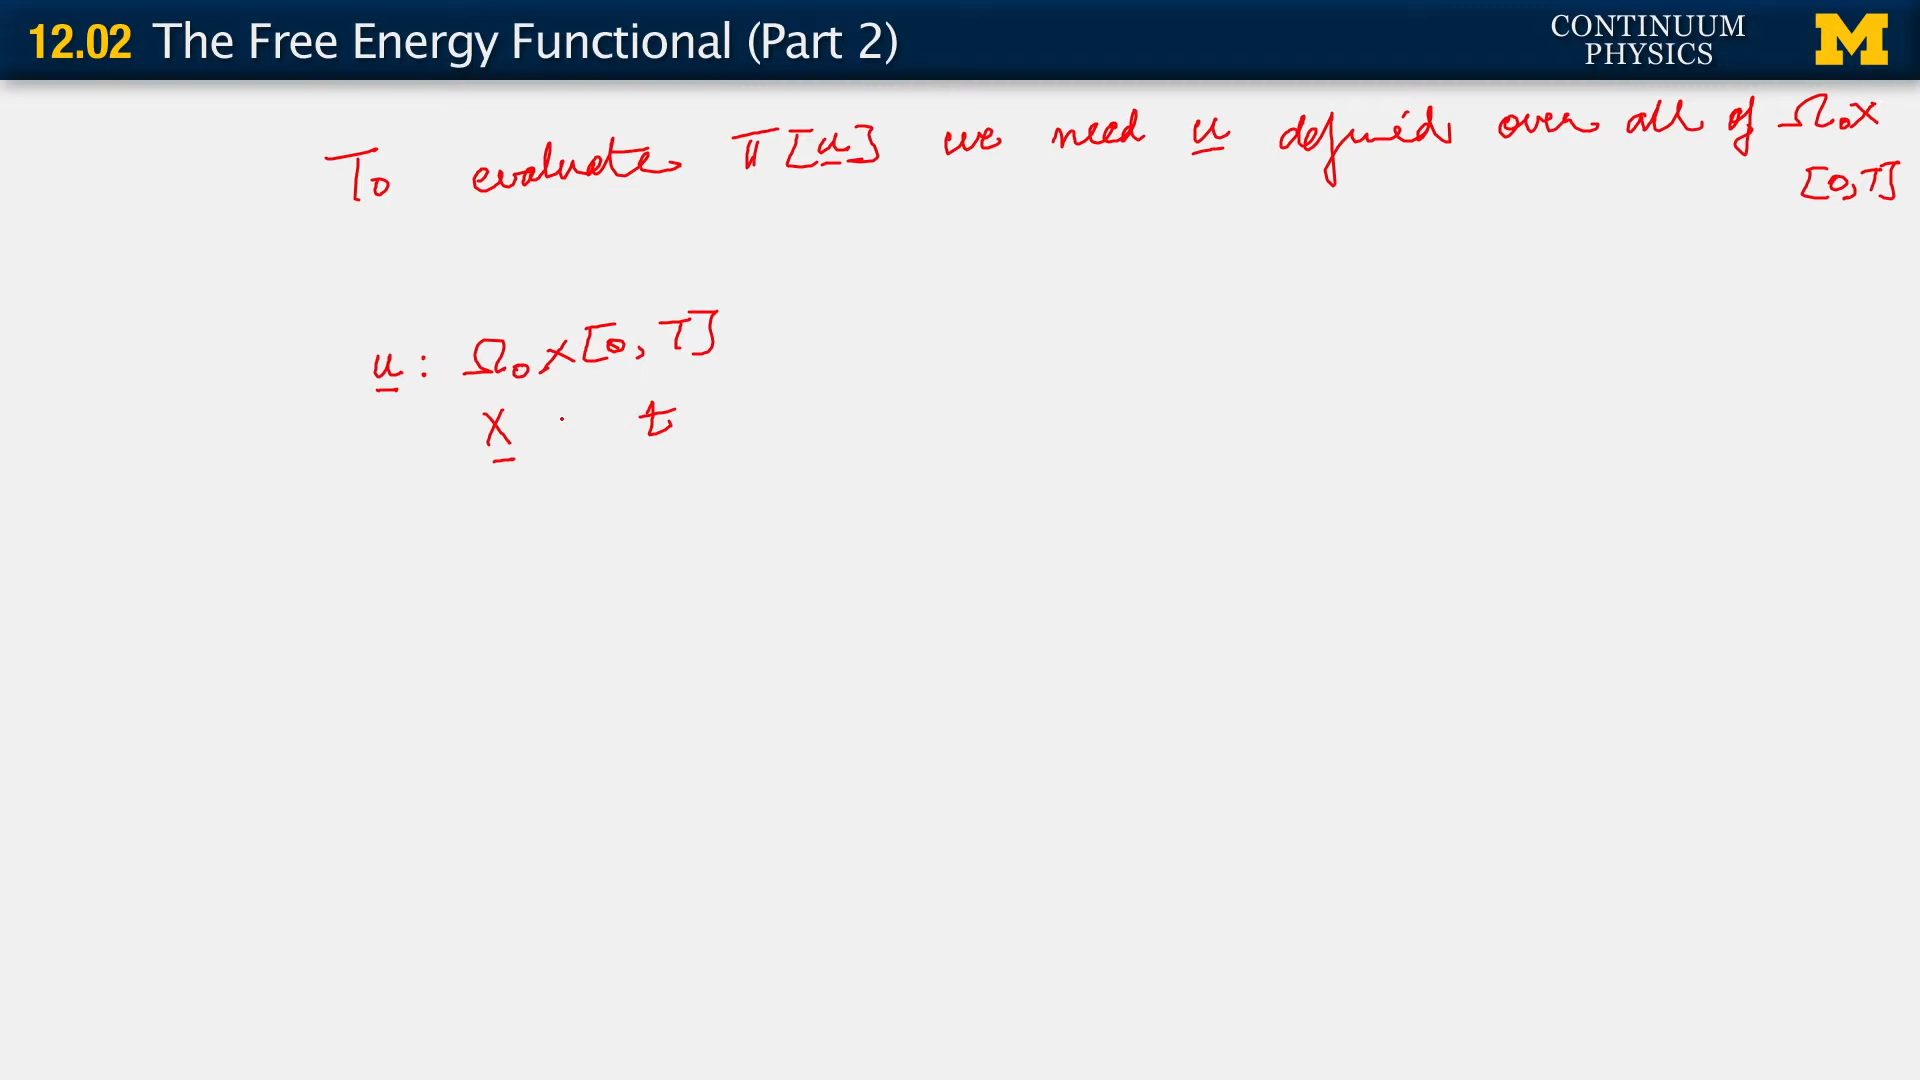 12.02 The Free Energy Functional (Part 2)
CONTINUUM
PHYSICS
M
To evaluate Π[u] we need u defined over all of Ω₀×
[0,T]
u: Ω₀×[0, T]
X t